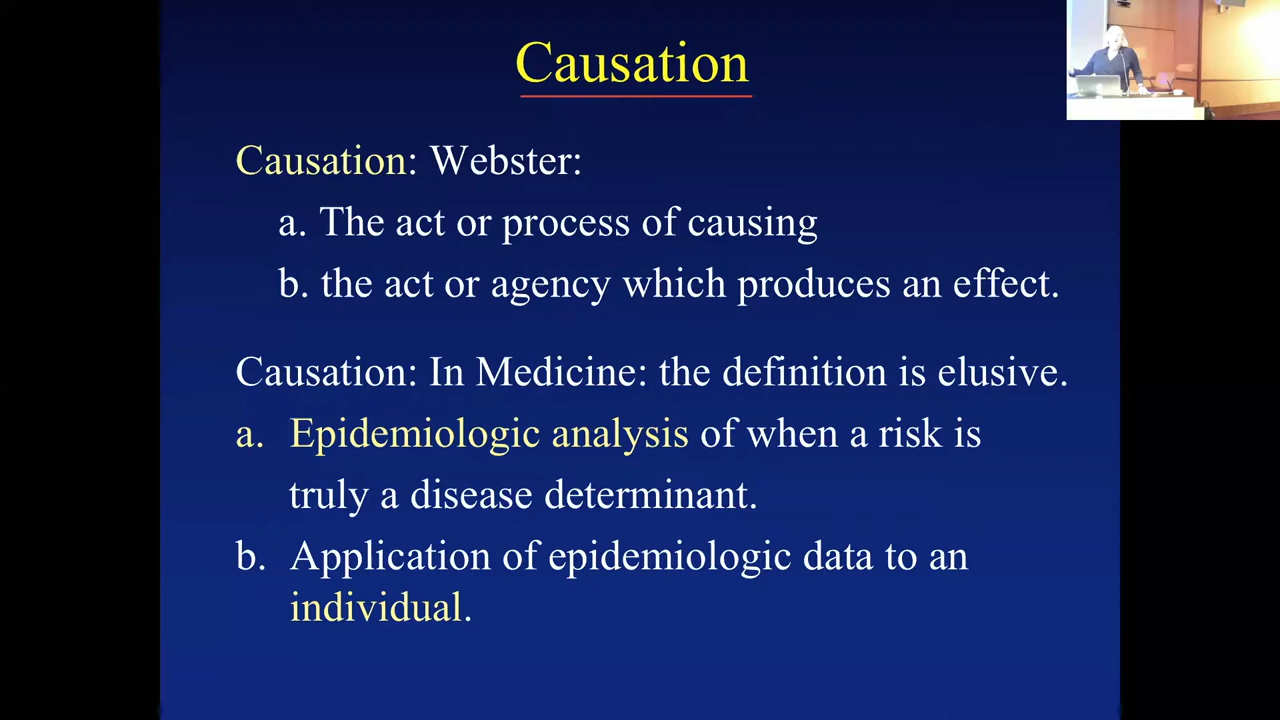 Causation
Causation: Webster:
a. The act or process of causing
b. the act or agency which produces an effect.
Causation: In Medicine: the definition is elusive.
a. Epidemiologic analysis of when a risk is
truly a disease determinant.
b. Application of epidemiologic data to an
individual.